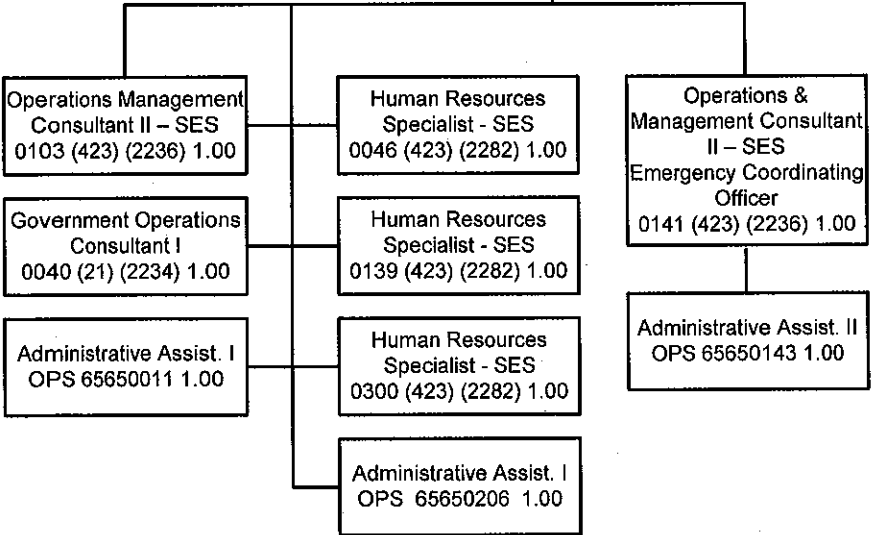 Operations Management
Consultant II – SES
0103 (423) (2236) 1.00
Human Resources
Specialist - SES
0046 (423) (2282) 1.00
Operations &
Management Consultant
II – SES
Emergency Coordinating
Officer
0141 (423) (2236) 1.00
Government Operations
Consultant I
0040 (21) (2234) 1.00
Human Resources
Specialist - SES
0139 (423) (2282) 1.00
Administrative Assist. II
OPS 65650143 1.00
Administrative Assist. I
OPS 65650011 1.00
Human Resources
Specialist - SES
0300 (423) (2282) 1.00
Administrative Assist. I
OPS 65650206 1.00